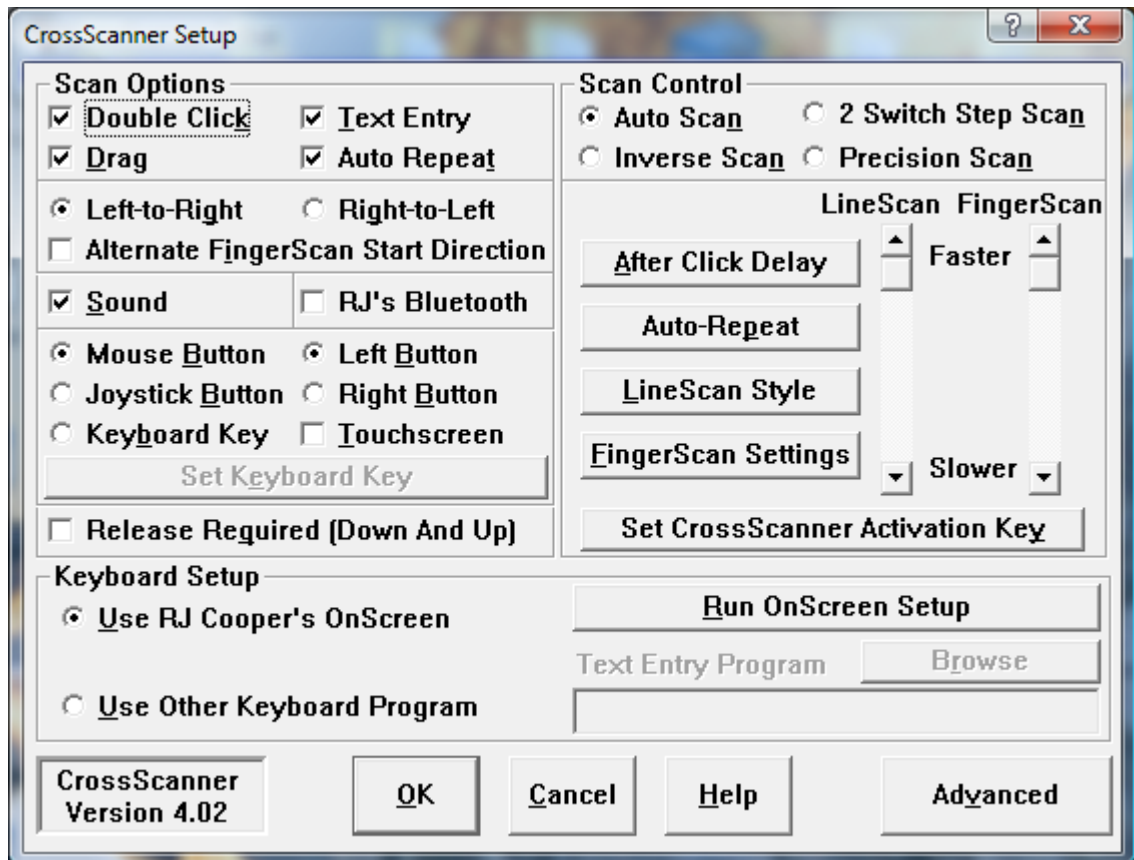 CrossScanner Setup
Scan Options
Double Click Text Entry
Drag Auto Repeat
Left-to-Right Right-to-Left
Alternate FingerScan Start Direction
Sound RJ's Bluetooth
Mouse Button Left Button
Joystick Button Right Button
Keyboard Key Touchscreen
Set Keyboard Key
Release Required (Down And Up)
Scan Control
Auto Scan 2 Switch Step Scan
Inverse Scan Precision Scan
LineScan FingerScan
After Click Delay Faster
Auto-Repeat
LineScan Style
FingerScan Settings Slower
Set CrossScanner Activation Key
Keyboard Setup
Use RJ Cooper's OnScreen Run OnScreen Setup
Text Entry Program Browse
Use Other Keyboard Program
CrossScanner
Version 4.02
OK Cancel Help Advanced